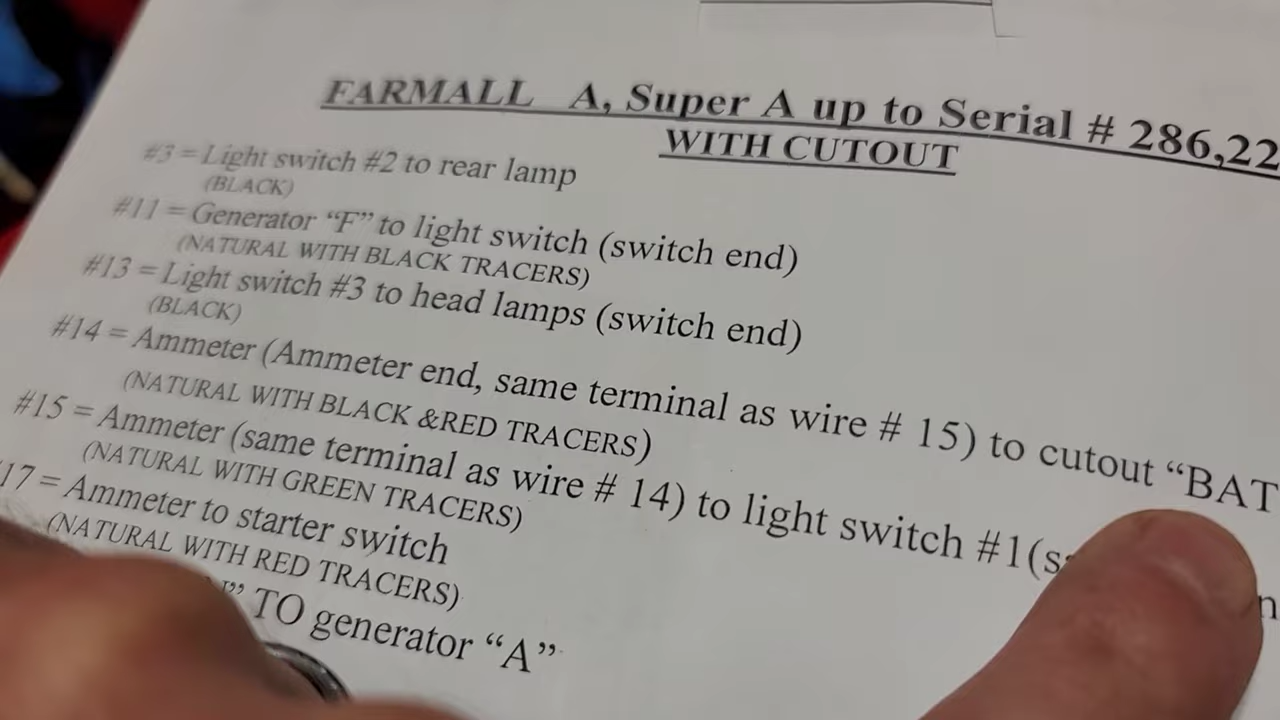 FARMALL A, Super A up to Serial # 286,22
WITH CUTOUT
#3 = Light switch #2 to rear lamp
(BLACK)
#11 = Generator “F” to light switch (switch end)
(NATURAL WITH BLACK TRACERS)
#13 = Light switch #3 to head lamps (switch end)
(BLACK)
#14 = Ammeter (Ammeter end, same terminal as wire # 15) to cutout “BAT
(NATURAL WITH BLACK &RED TRACERS)
#15 = Ammeter (same terminal as wire # 14) to light switch #1(s
(NATURAL WITH GREEN TRACERS)
17 = Ammeter to starter switch
(NATURAL WITH RED TRACERS)
” TO generator “A”